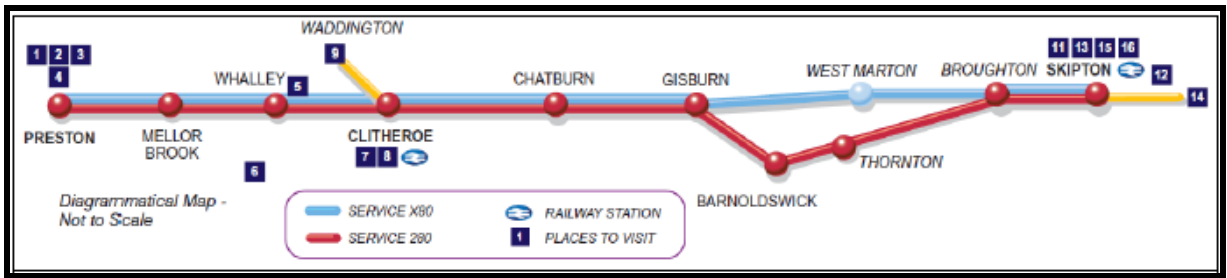 WADDINGTON
1 2 3
4
9
WHALLEY
5
CHATBURN
GISBURN
WEST MARTON
BROUGHTON
11 13 15 16
SKIPTON
12
14
PRESTON
MELLOR
BROOK
CLITHEROE
7 8
6
THORNTON
BARNOLDSWICK
Diagrammatical Map -
Not to Scale
SERVICE X80
RAILWAY STATION
SERVICE 280
1 PLACES TO VISIT